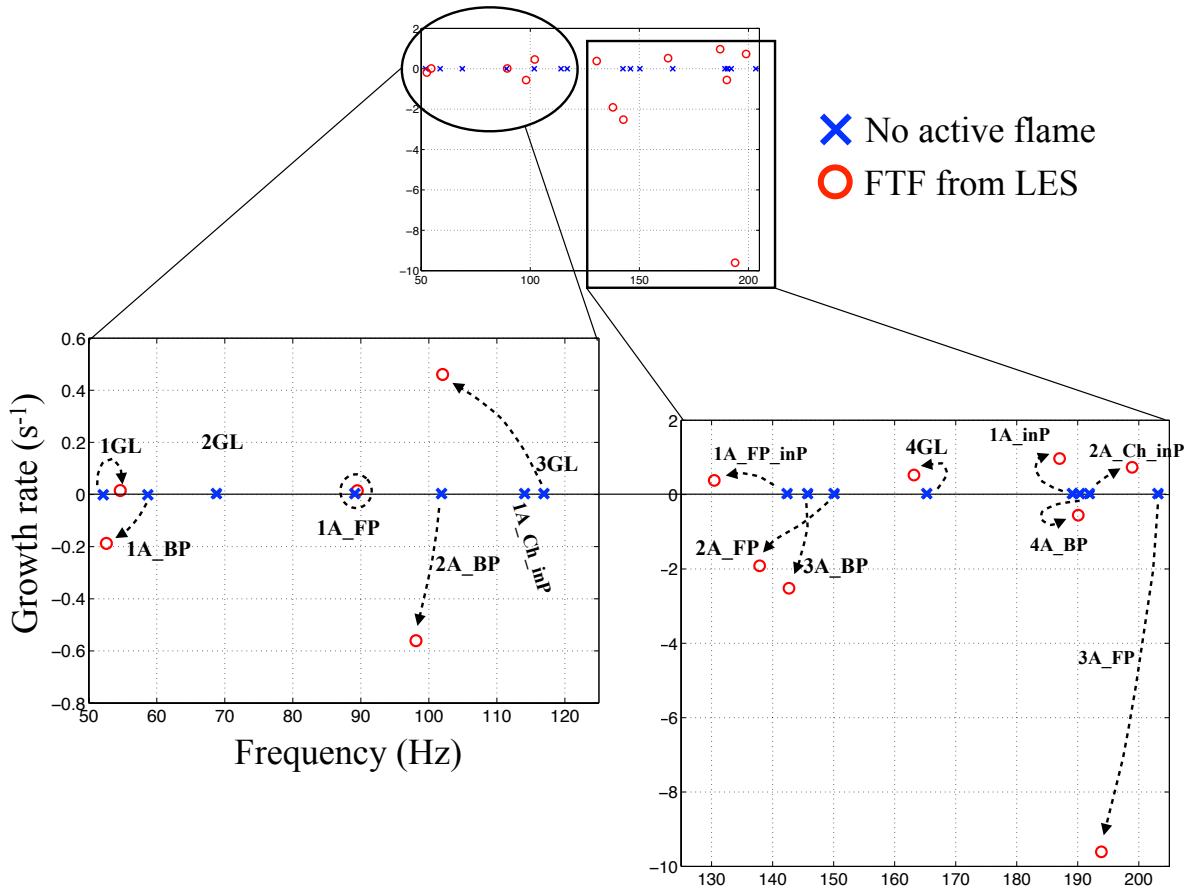 2
0
−2
−4
−6
−8
−10
50
100
150
200
No active flame
FTF from LES
0.6
0.4
0.2
0
−0.2
−0.4
−0.6
−0.8
50
60
70
80
90
100
110
120
Growth rate (s-1)
Frequency (Hz)
1GL
2GL
3GL
1A_BP
1A_FP
2A_BP
1A_Ch_inP
2
0
−2
−4
−6
−8
−10
130
140
150
160
170
180
190
200
1A_FP_inP
4GL
1A_inP
2A_Ch_inP
2A_FP
3A_BP
4A_BP
3A_FP